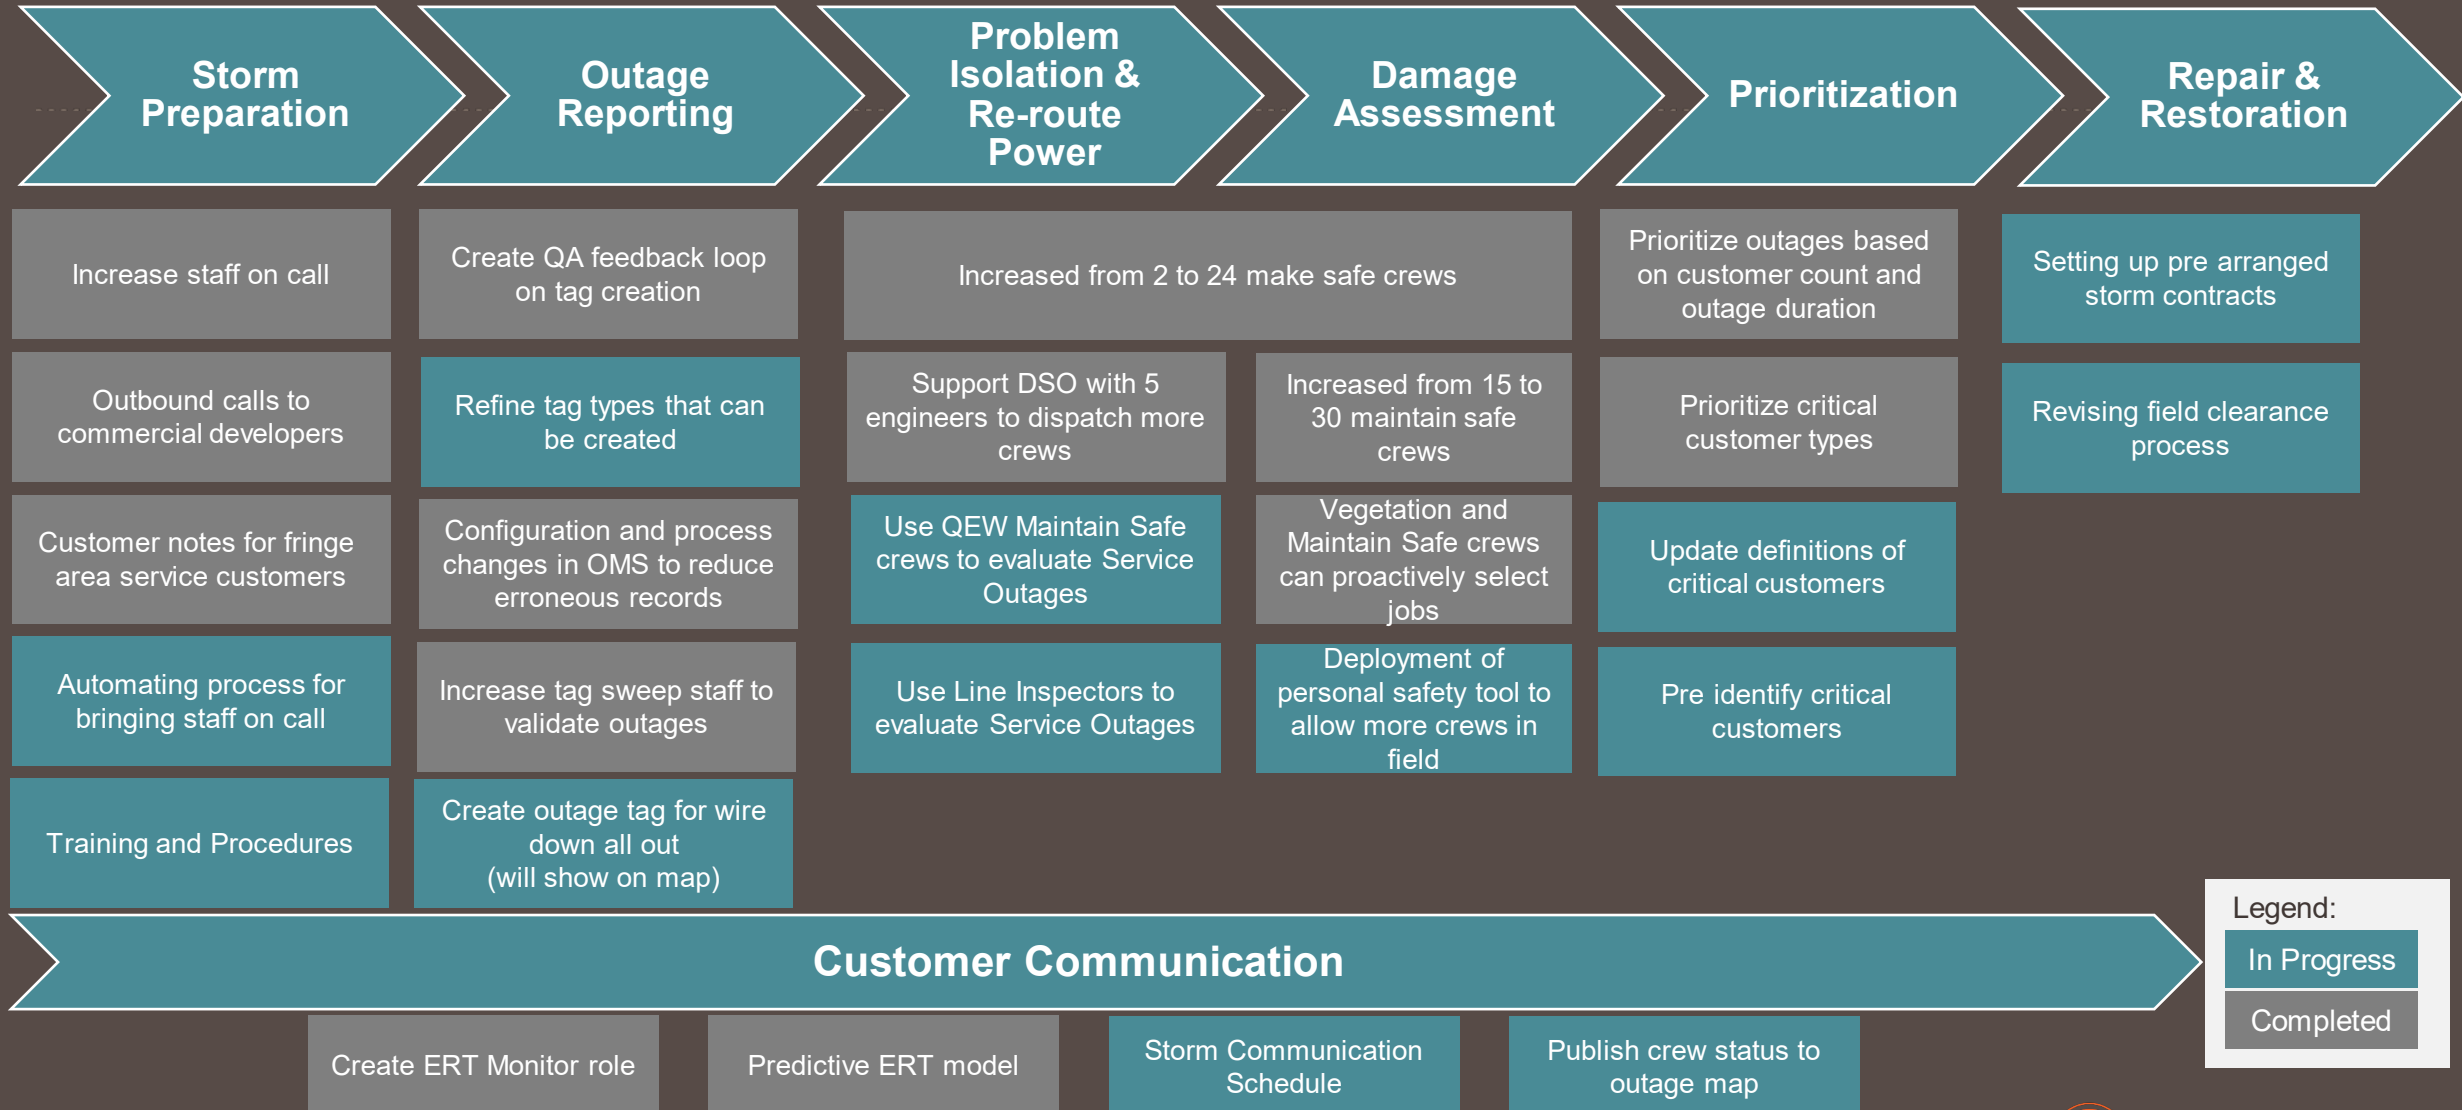 Storm
Preparation
Outage
Reporting
Problem
Isolation &
Re-route
Power
Damage
Assessment
Prioritization
Repair &
Restoration
Increase staff on call
Outbound calls to
commercial developers
Customer notes for fringe
area service customers
Automating process for
bringing staff on call
Training and Procedures
Create QA feedback loop
on tag creation
Refine tag types that can
be created
Configuration and process
changes in OMS to reduce
erroneous records
Increase tag sweep staff to
validate outages
Create outage tag for wire
down all out
(will show on map)
Increased from 2 to 24 make safe crews
Support DSO with 5
engineers to dispatch more
crews
Use QEW Maintain Safe
crews to evaluate Service
Outages
Use Line Inspectors to
evaluate Service Outages
Increased from 15 to
30 maintain safe
crews
Vegetation and
Maintain Safe crews
can proactively select
jobs
Deployment of
personal safety tool to
allow more crews in
field
Prioritize outages based
on customer count and
outage duration
Prioritize critical
customer types
Update definitions of
critical customers
Pre identify critical
customers
Setting up pre arranged
storm contracts
Revising field clearance
process
Customer Communication
Create ERT Monitor role
Predictive ERT model
Storm Communication
Schedule
Publish crew status to
outage map
Legend:
In Progress
Completed